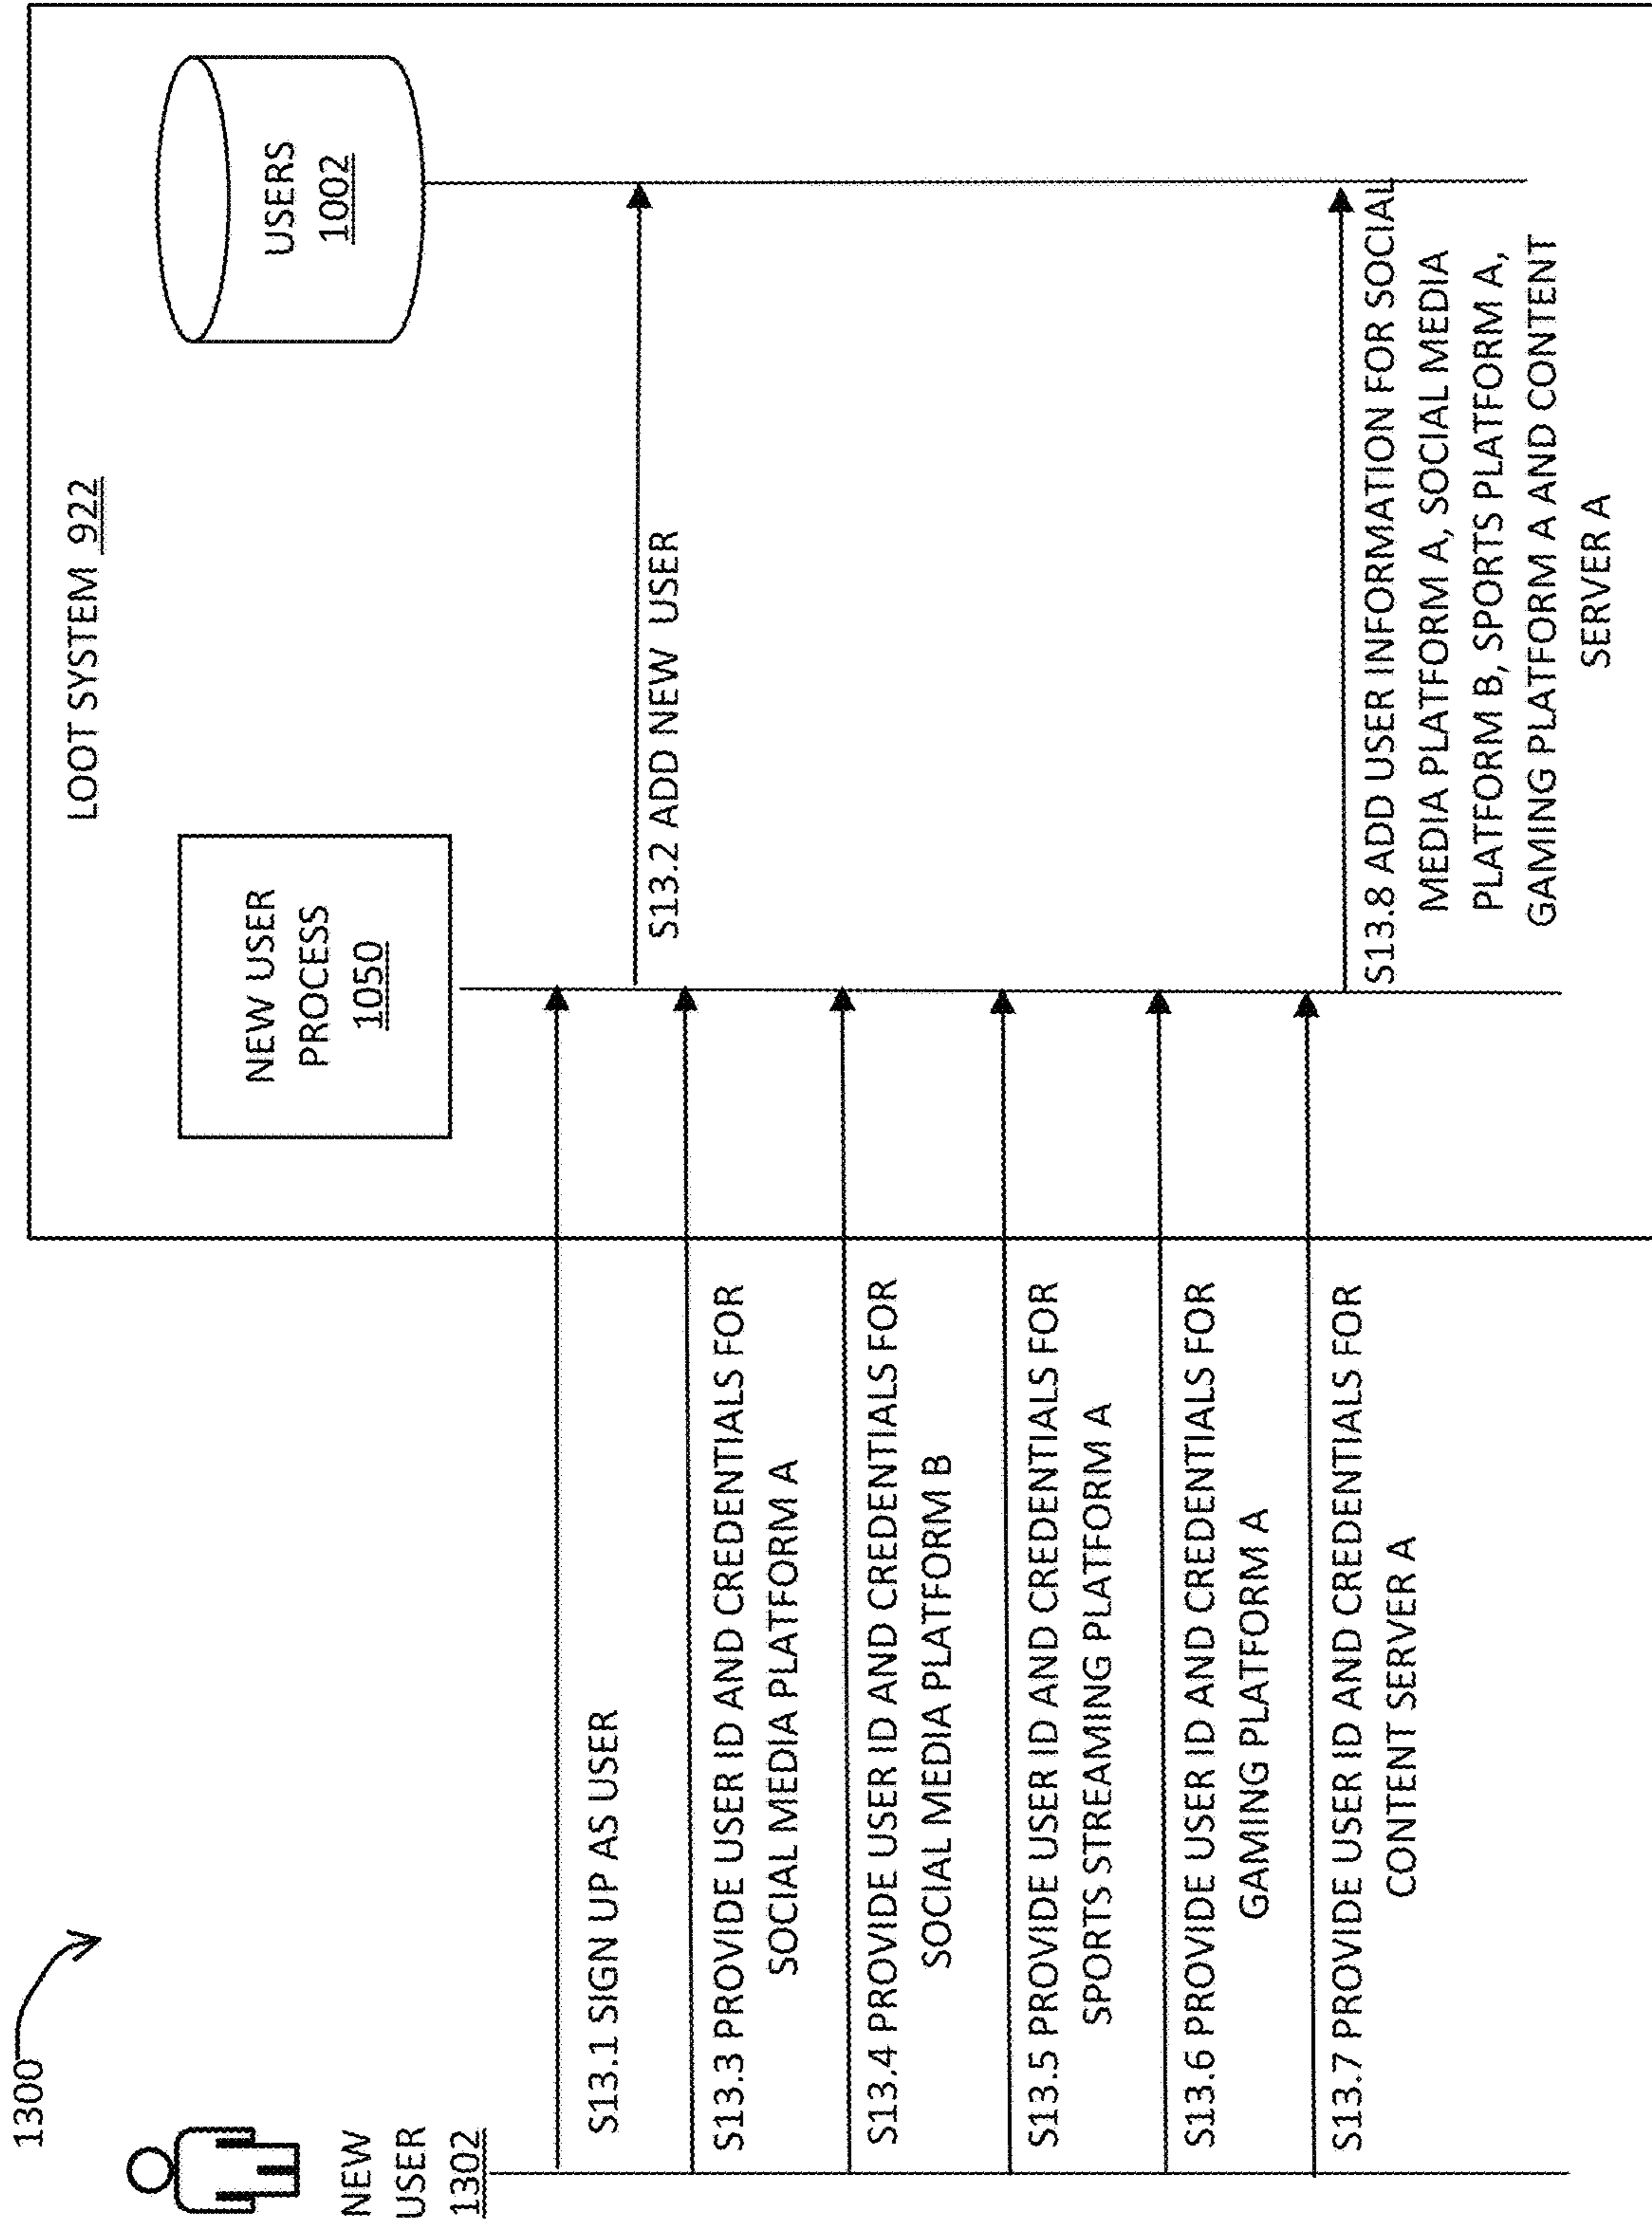 1300
NEW
USER
1302
LOOT SYSTEM 922
NEW USER
PROCESS
1050
USERS
1002
S13.1 SIGN UP AS USER
S13.2 ADD NEW USER
S13.3 PROVIDE USER ID AND CREDENTIALS FOR
SOCIAL MEDIA PLATFORM A
S13.4 PROVIDE USER ID AND CREDENTIALS FOR
SOCIAL MEDIA PLATFORM B
S13.5 PROVIDE USER ID AND CREDENTIALS FOR
SPORTS STREAMING PLATFORM A
S13.6 PROVIDE USER ID AND CREDENTIALS FOR
GAMING PLATFORM A
S13.7 PROVIDE USER ID AND CREDENTIALS FOR
CONTENT SERVER A
S13.8 ADD USER INFORMATION FOR SOCIAL
MEDIA PLATFORM A, SOCIAL MEDIA
PLATFORM B, SPORTS PLATFORM A,
GAMING PLATFORM A AND CONTENT
SERVER A